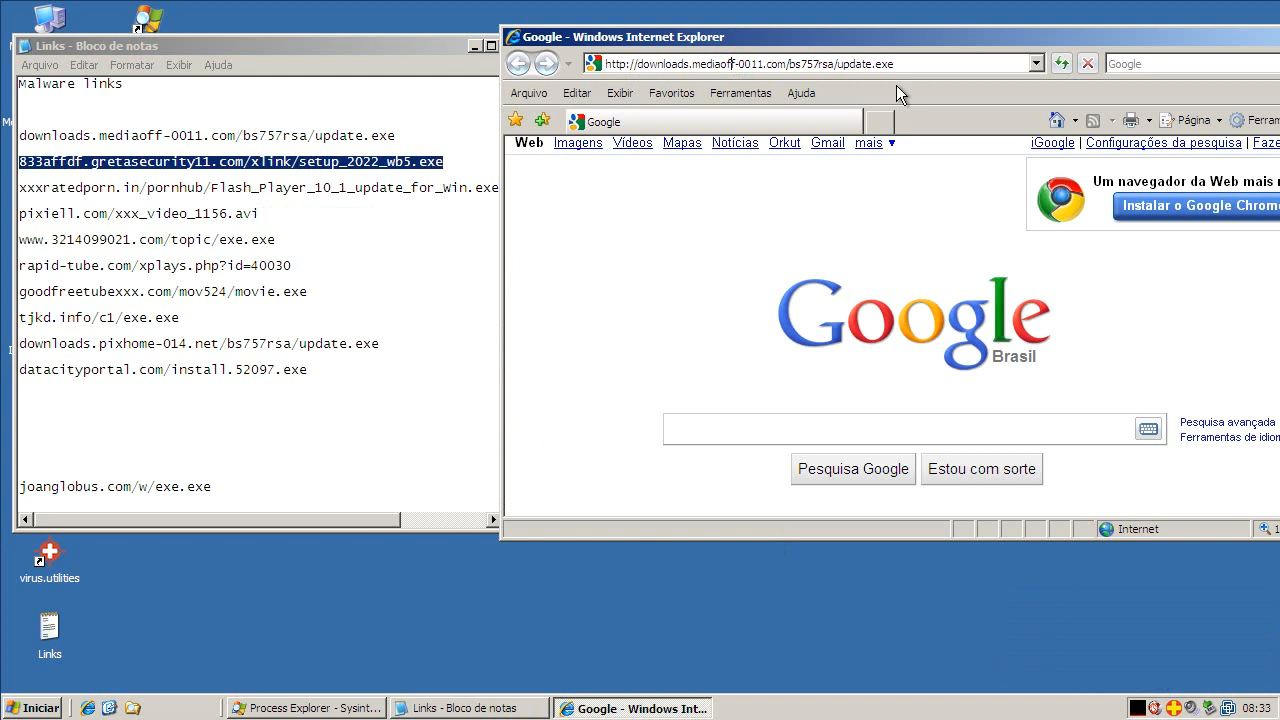 Links - Bloco de notas
Arquivo Editar Formatar Exibir Ajuda
Malware links
downloads.mediaoff-0011.com/bs757rsa/update.exe
833affdf.gretasecurity11.com/xlink/setup_2022_wb5.exe
xxxratedporn.in/pornhub/Flash_Player_10_1_update_for_win.exe
pixiell.com/xxx_video_1156.avi
www.3214099021.com/topic/exe.exe
rapid-tube.com/xplays.php?id=40030
goodfreetubexxx.com/mov524/movie.exe
tjkd.info/c1/exe.exe
downloads.pixhome-014.net/bs757rsa/update.exe
datacityportal.com/install.52097.exe
joanglobus.com/w/exe.exe
Google - Windows Internet Explorer
http://downloads.mediaoff-0011.com/bs757rsa/update.exe
Google
Arquivo Editar Exibir Favoritos Ferramentas Ajuda
Google
Página
Web Imagens Vídeos Mapas Notícias Orkut Gmail mais ▼
iGoogle | Configurações da pesquisa |
Um navegador da Web mais
Instalar o Google Chrome
Google
Brasil
Pesquisa avançada
Pesquisa Google
Estou com sorte
Internet
virus.utilities
Links
Iniciar
Process Explorer - Sysint...
Links - Bloco de notas
Google - Windows Int...
08:33